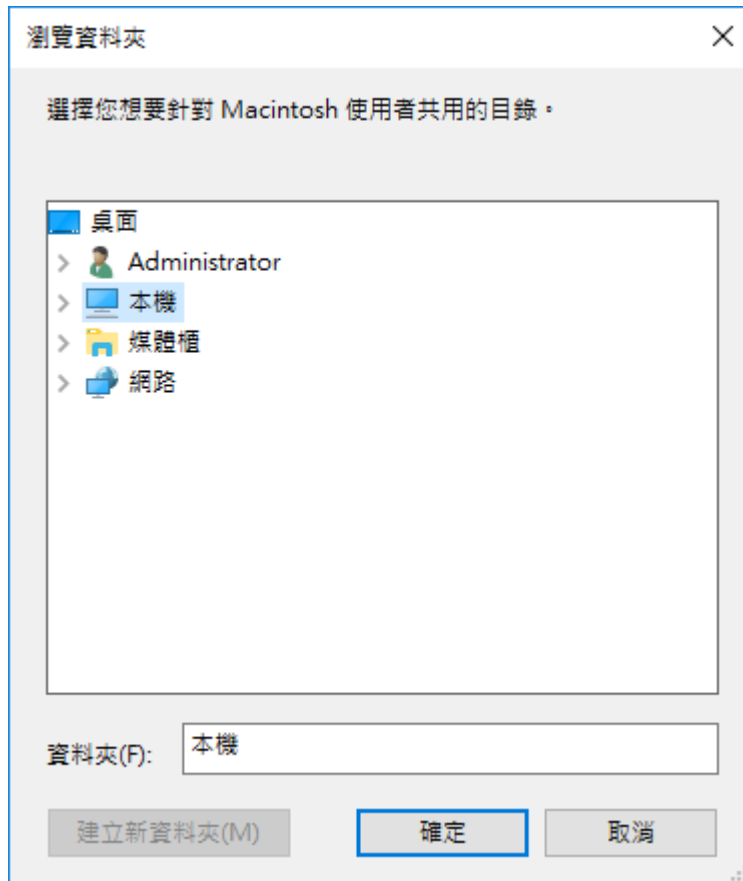 瀏覽資料夾
選擇您想要針對 Macintosh 使用者共用的目錄。
桌面
Administrator
本機
媒體櫃
網路
資料夾(F):
本機
建立新資料夾(M)
確定
取消